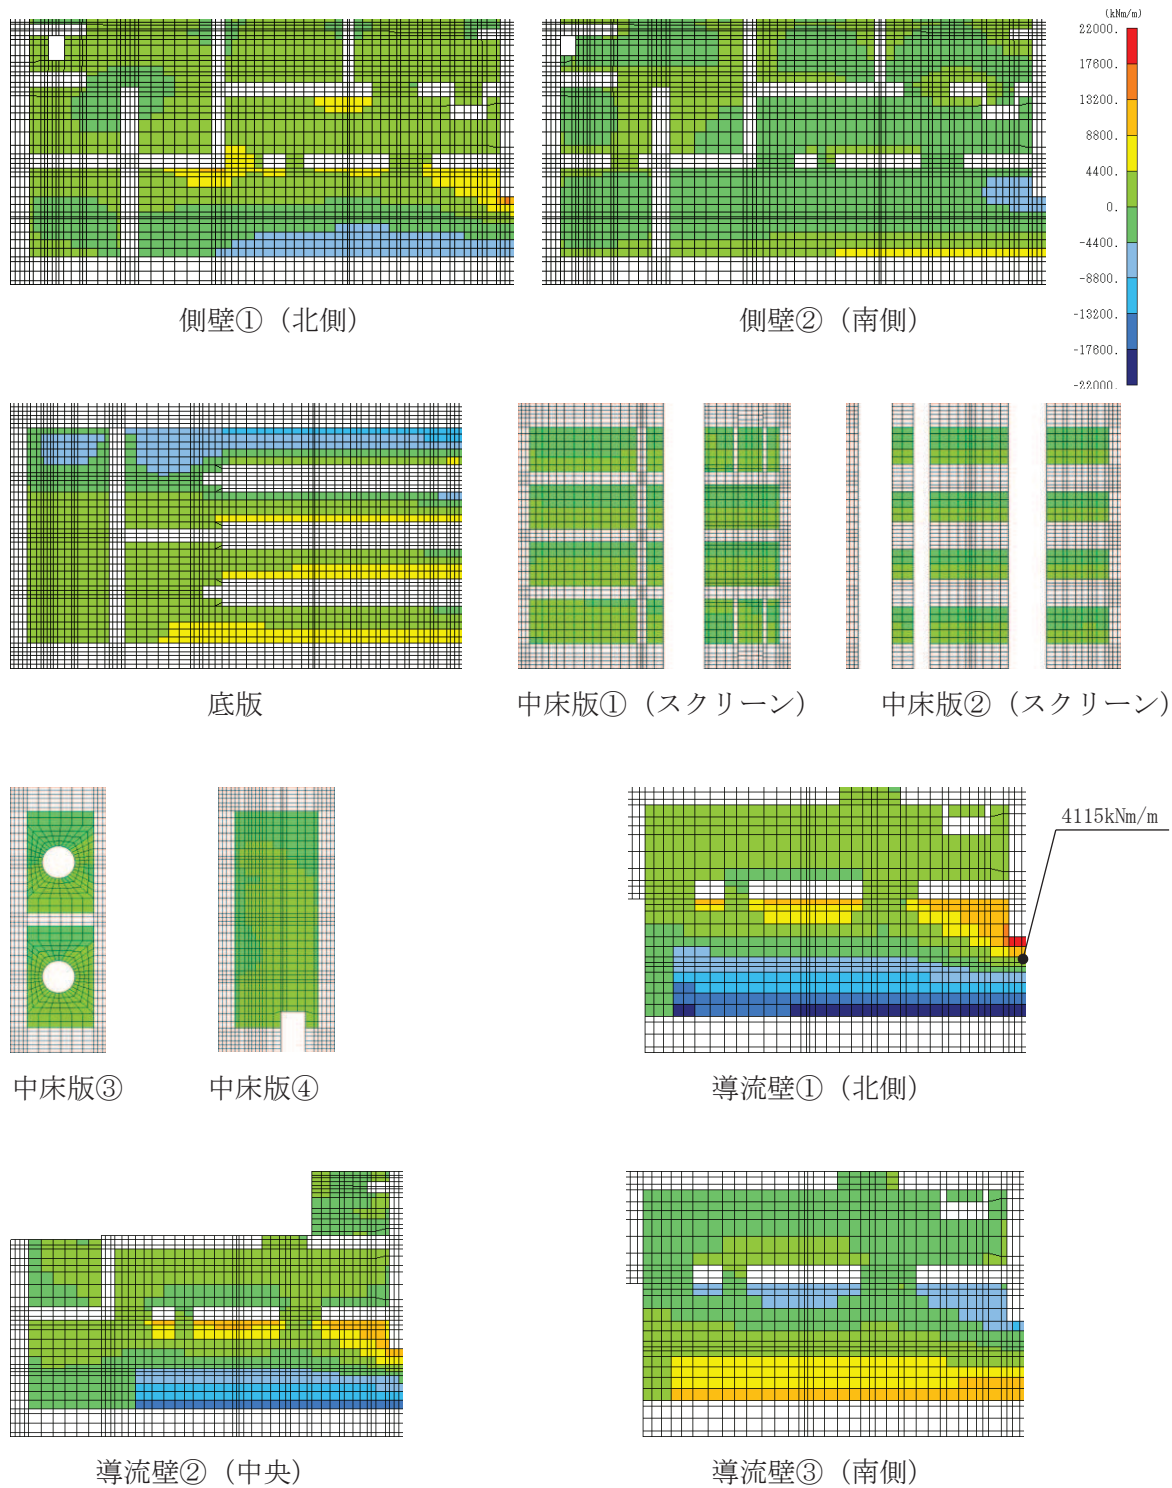 (kNm/m)
22000.
17600.
13200.
8800.
4400.
0.
-4400.
-8800.
-13200.
-17600.
-22000.
側壁①（北側）
側壁②（南側）
底版
中床版①（スクリーン）
中床版②（スクリーン）
4115kNm/m
中床版③
中床版④
導流壁①（北側）
導流壁②（中央）
導流壁③（南側）